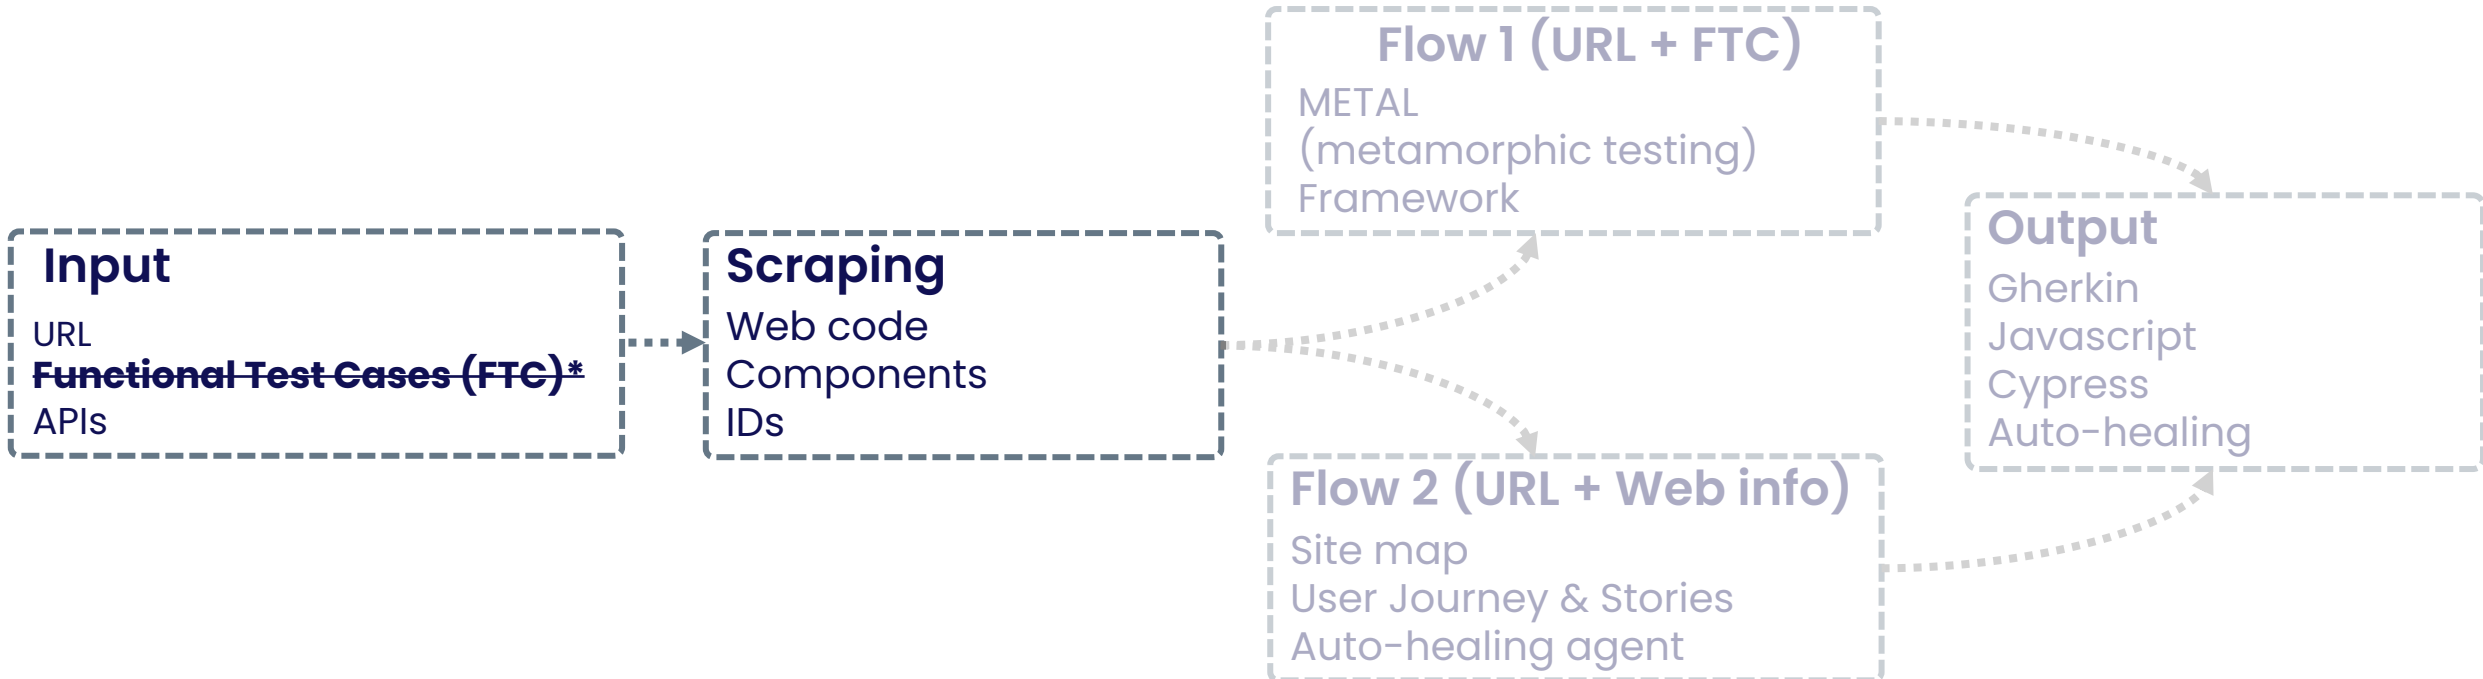 Input
URL
Functional Test Cases (FTC)*
APIs
Scraping
Web code
Components
IDs
Flow 1 (URL + FTC)
METAL
(metamorphic testing)
Framework
Flow 2 (URL + Web info)
Site map
User Journey & Stories
Auto-healing agent
Output
Gherkin
Javascript
Cypress
Auto-healing